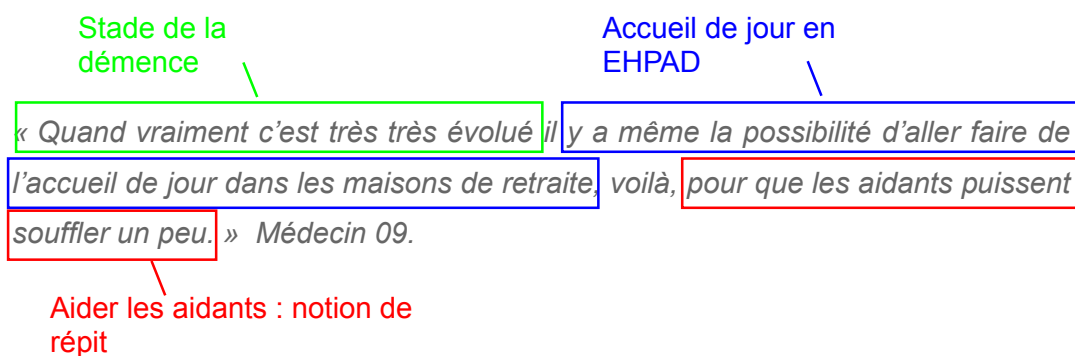 Stade de la
démence
Accueil de jour en
EHPAD
« Quand vraiment c’est très très évolué il y a même la possibilité d’aller faire de
l’accueil de jour dans les maisons de retraite, voilà, pour que les aidants puissent
souffler un peu. » Médecin 09.
Aider les aidants : notion de
répit